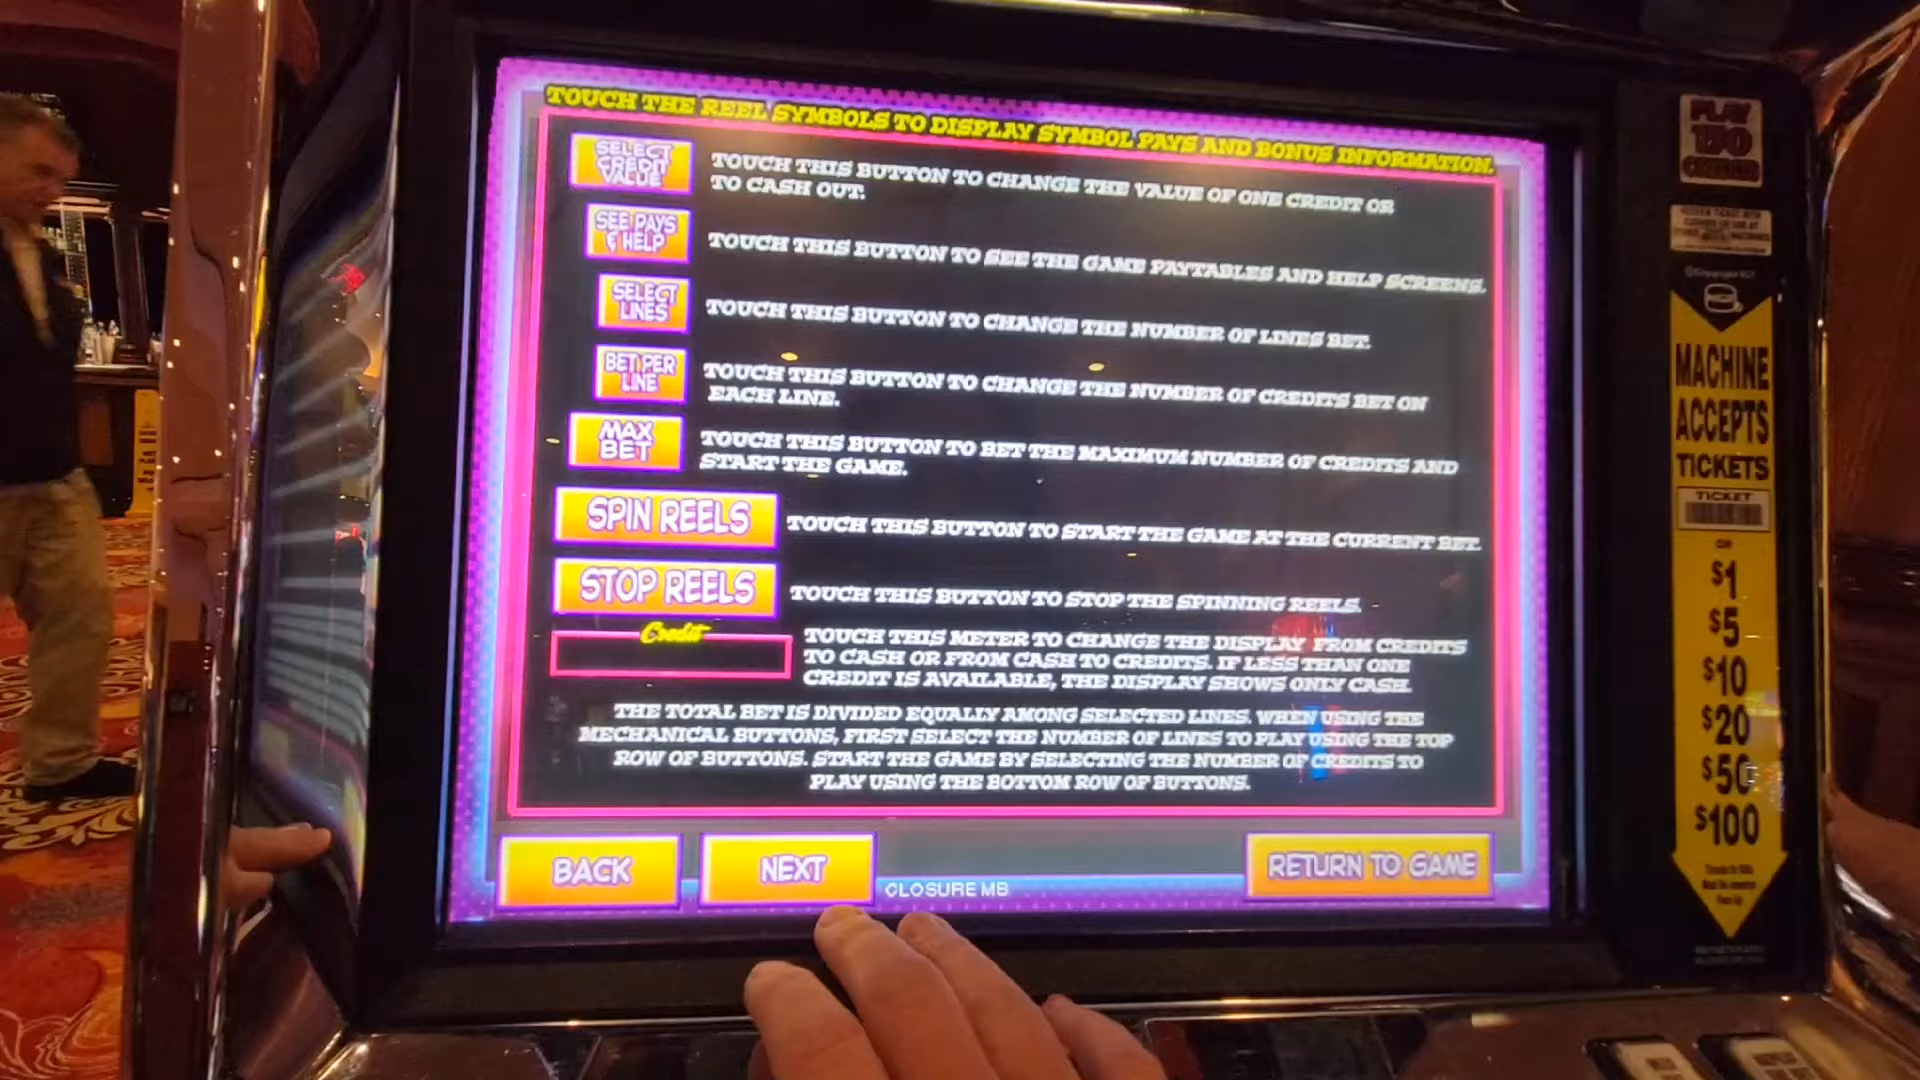 TOUCH THE REEL SYMBOLS TO DISPLAY SYMBOL PAYS AND BONUS INFORMATION.
SELECT
CREDIT
VALUE
TOUCH THIS BUTTON TO CHANGE THE VALUE OF ONE CREDIT OR
TO CASH OUT.
SEE PAYS
& HELP
TOUCH THIS BUTTON TO SEE THE GAME PAYTABLES AND HELP SCREENS.
SELECT
LINES
TOUCH THIS BUTTON TO CHANGE THE NUMBER OF LINES BET.
BET PER
LINE
TOUCH THIS BUTTON TO CHANGE THE NUMBER OF CREDITS BET ON
EACH LINE.
MAX
BET
TOUCH THIS BUTTON TO BET THE MAXIMUM NUMBER OF CREDITS AND
START THE GAME.
SPIN REELS
TOUCH THIS BUTTON TO START THE GAME AT THE CURRENT BET.
STOP REELS
TOUCH THIS BUTTON TO STOP THE SPINNING REELS.
Credit
TOUCH THIS METER TO CHANGE THE DISPLAY FROM CREDITS
TO CASH OR FROM CASH TO CREDITS. IF LESS THAN ONE
CREDIT IS AVAILABLE, THE DISPLAY SHOWS ONLY CASH.
THE TOTAL BET IS DIVIDED EQUALLY AMONG SELECTED LINES. WHEN USING THE
MECHANICAL BUTTONS, FIRST SELECT THE NUMBER OF LINES TO PLAY USING THE TOP
ROW OF BUTTONS. START THE GAME BY SELECTING THE NUMBER OF CREDITS TO
PLAY USING THE BOTTOM ROW OF BUTTONS.
BACK
NEXT
CLOSURE MB
RETURN TO GAME
PLAY
150
CREDITS
MACHINE
ACCEPTS
TICKETS
TICKET
OR
$1
$5
$10
$20
$50
$100